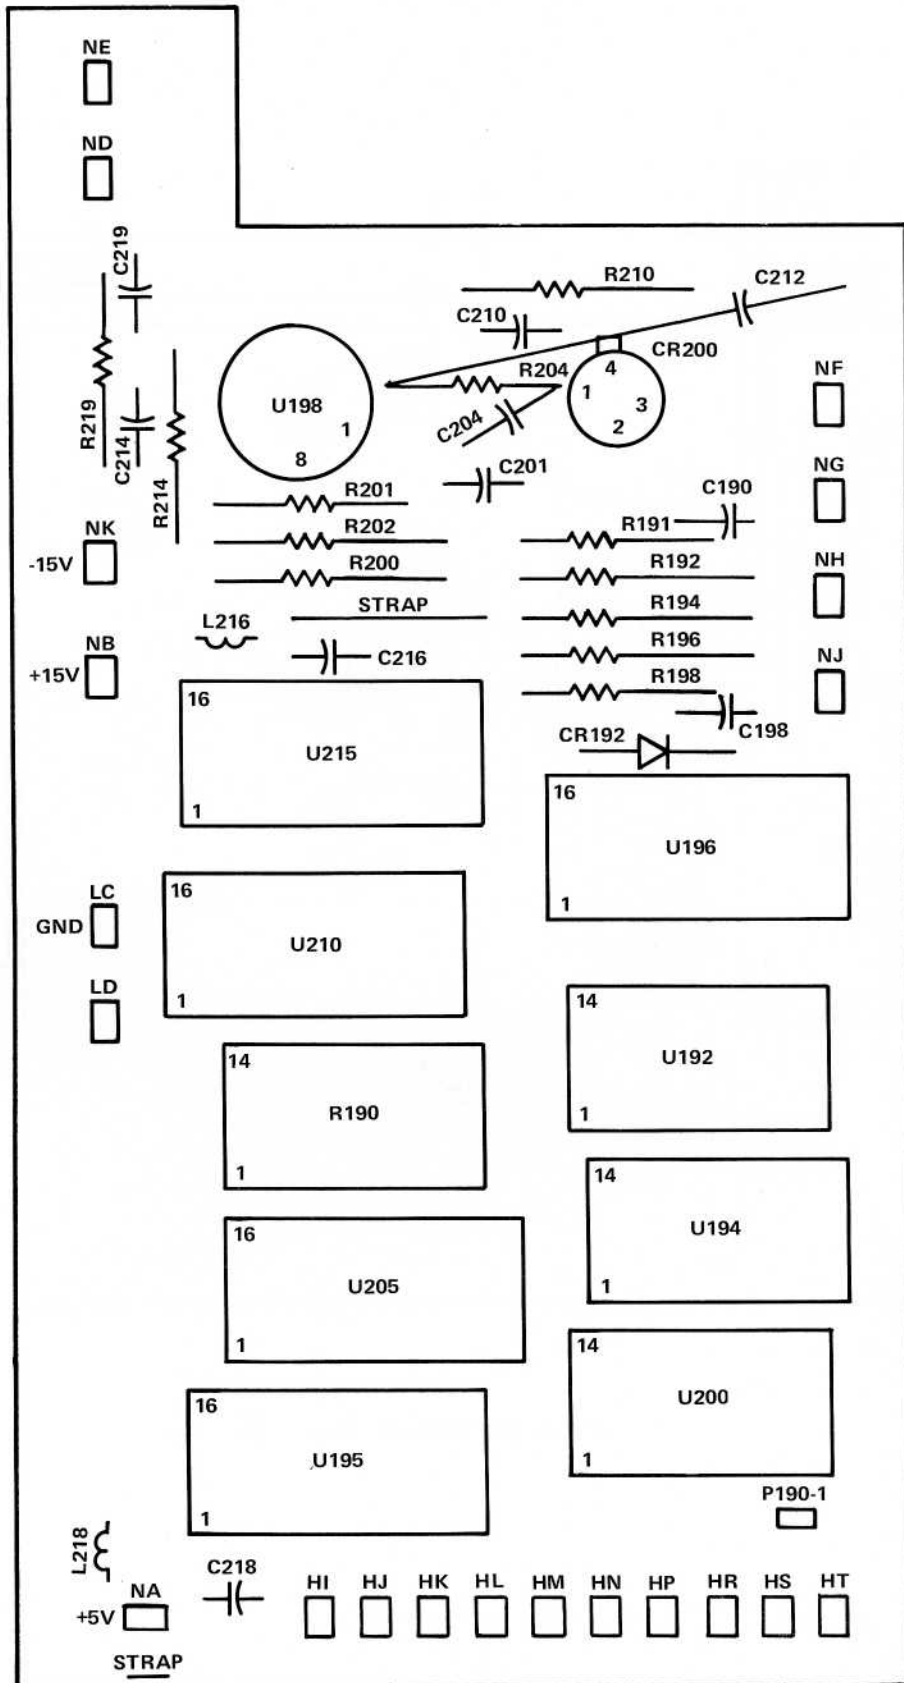 NE
ND
C219
R210
C212
C210
CR200
R204
4
1
3
2
NF
U198
1
8
R219
C214
R214
C204
C201
NG
C190
R201
R191
NK
-15V
R202
R192
NH
R200
STRAP
R194
L216
C216
R196
NB
+15V
R198
NJ
C198
CR192
16
U215
1
16
U196
1
LC
GND
16
U210
1
LD
14
U192
1
14
R190
1
14
U194
1
16
U205
1
14
U200
1
16
U195
1
P190-1
L218
C218
NA
+5V
HI HJ HK HL HM HN HP HR HS HT
STRAP